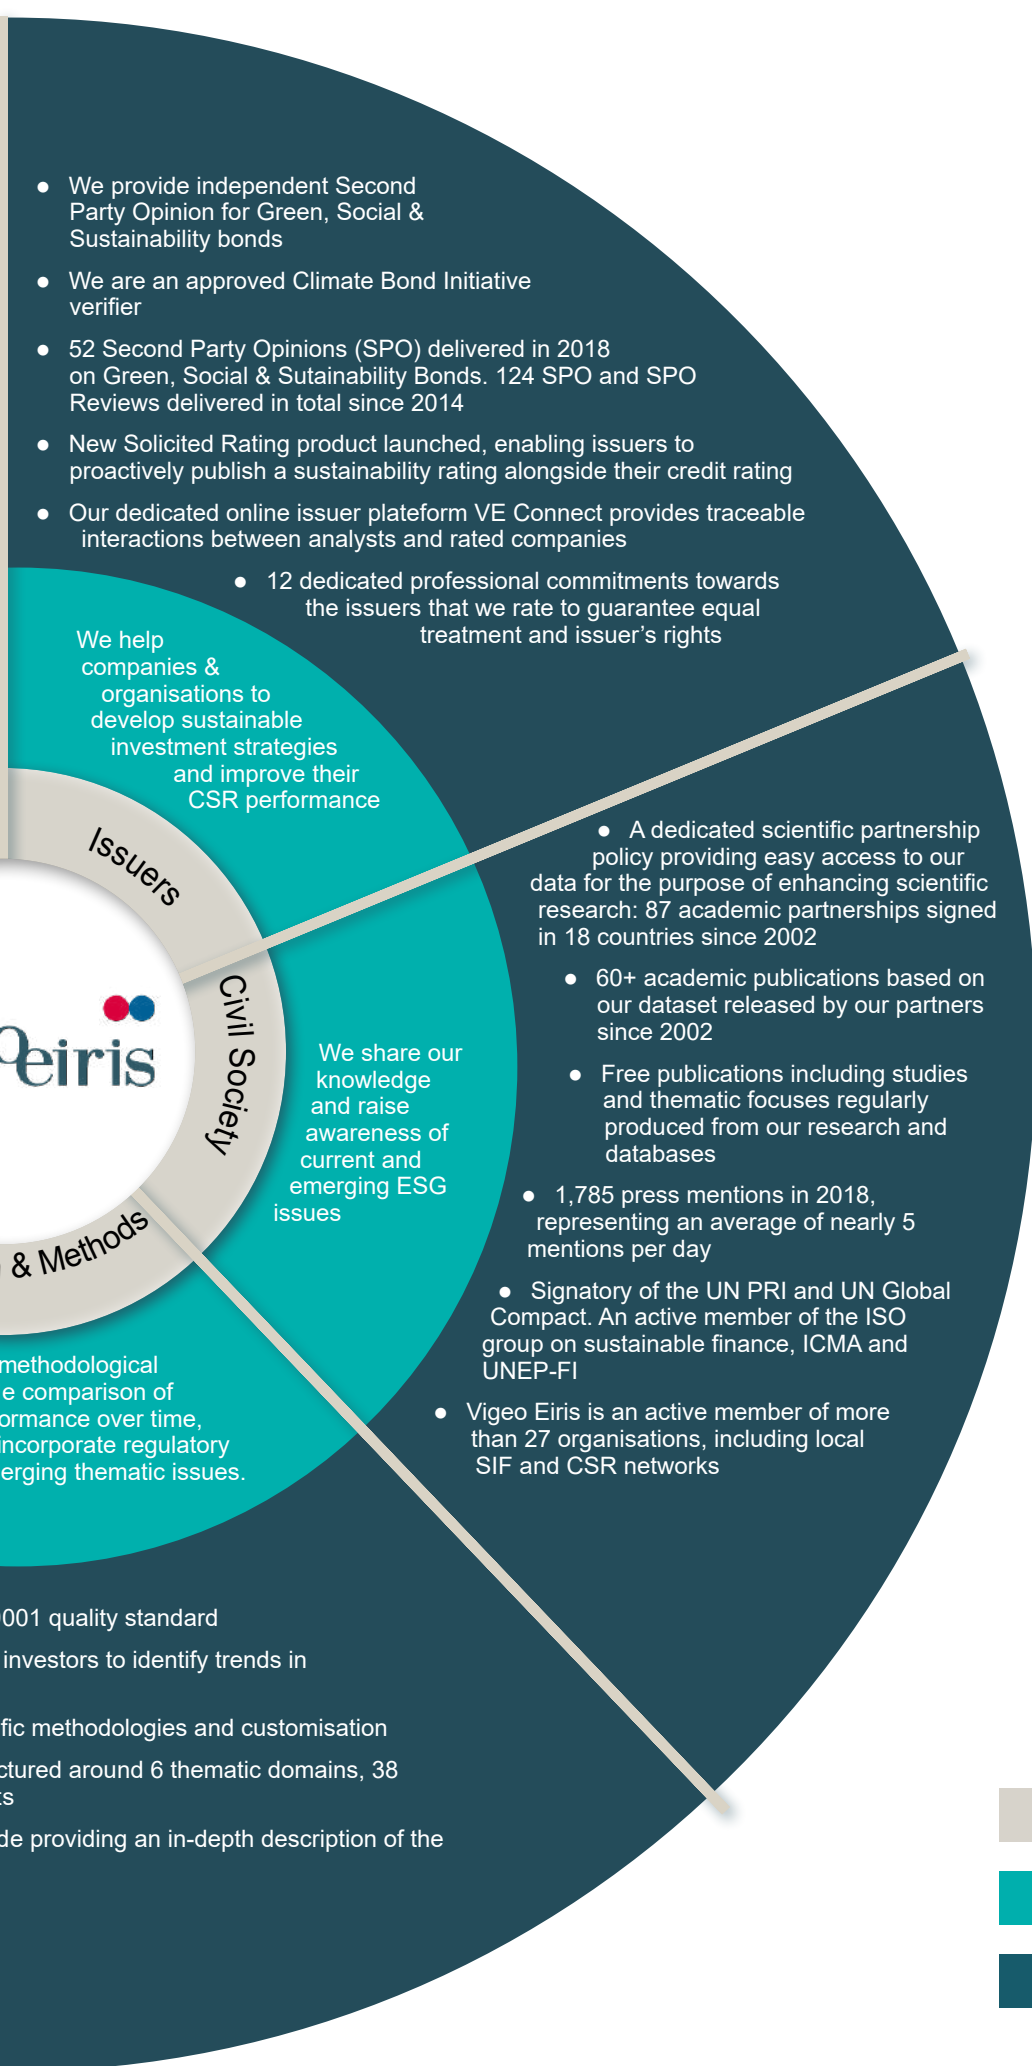 ● We provide independent Second
Party Opinion for Green, Social &
Sustainability bonds
● We are an approved Climate Bond Initiative
verifier
● 52 Second Party Opinions (SPO) delivered in 2018
on Green, Social & Sutainability Bonds. 124 SPO and SPO
Reviews delivered in total since 2014
● New Solicited Rating product launched, enabling issuers to
proactively publish a sustainability rating alongside their credit rating
● Our dedicated online issuer plateform VE Connect provides traceable
interactions between analysts and rated companies
● 12 dedicated professional commitments towards
the issuers that we rate to guarantee equal
treatment and issuer's rights
We help
companies &
organisations to
develop sustainable
investment strategies
and improve their
CSR performance
Issuers
● A dedicated scientific partnership
policy providing easy access to our
data for the purpose of enhancing scientific
research: 87 academic partnerships signed
in 18 countries since 2002
● 60+ academic publications based on
our dataset released by our partners
since 2002
● Free publications including studies
and thematic focuses regularly
produced from our research and
databases
● 1,785 press mentions in 2018,
representing an average of nearly 5
mentions per day
● Signatory of the UN PRI and UN Global
Compact. An active member of the ISO
group on sustainable finance, ICMA and
UNEP-FI
● Vigeo Eiris is an active member of more
than 27 organisations, including local
SIF and CSR networks
We share our
knowledge
and raise
awareness of
current and
emerging ESG
issues
Civil Society
eiris
& Methods
methodological
e comparison of
ormance over time,
incorporate regulatory
erging thematic issues.
001 quality standard
investors to identify trends in
fic methodologies and customisation
ctured around 6 thematic domains, 38
ts
de providing an in-depth description of the